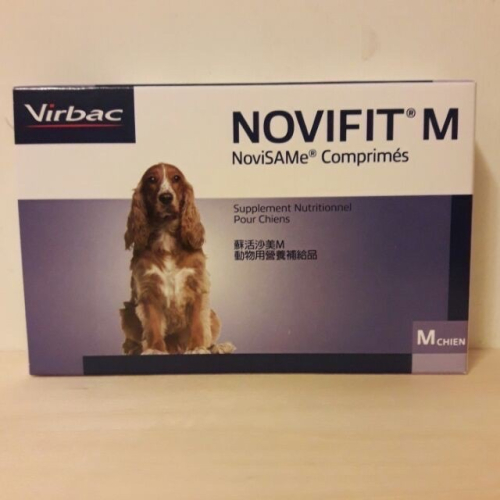 Virbac
NOVIFIT® M
NoviSAMe® Comprimés
Supplement Nutritionnel
Pour Chiens
蘇活沙美M
動物用營養補給品
M CHIEN